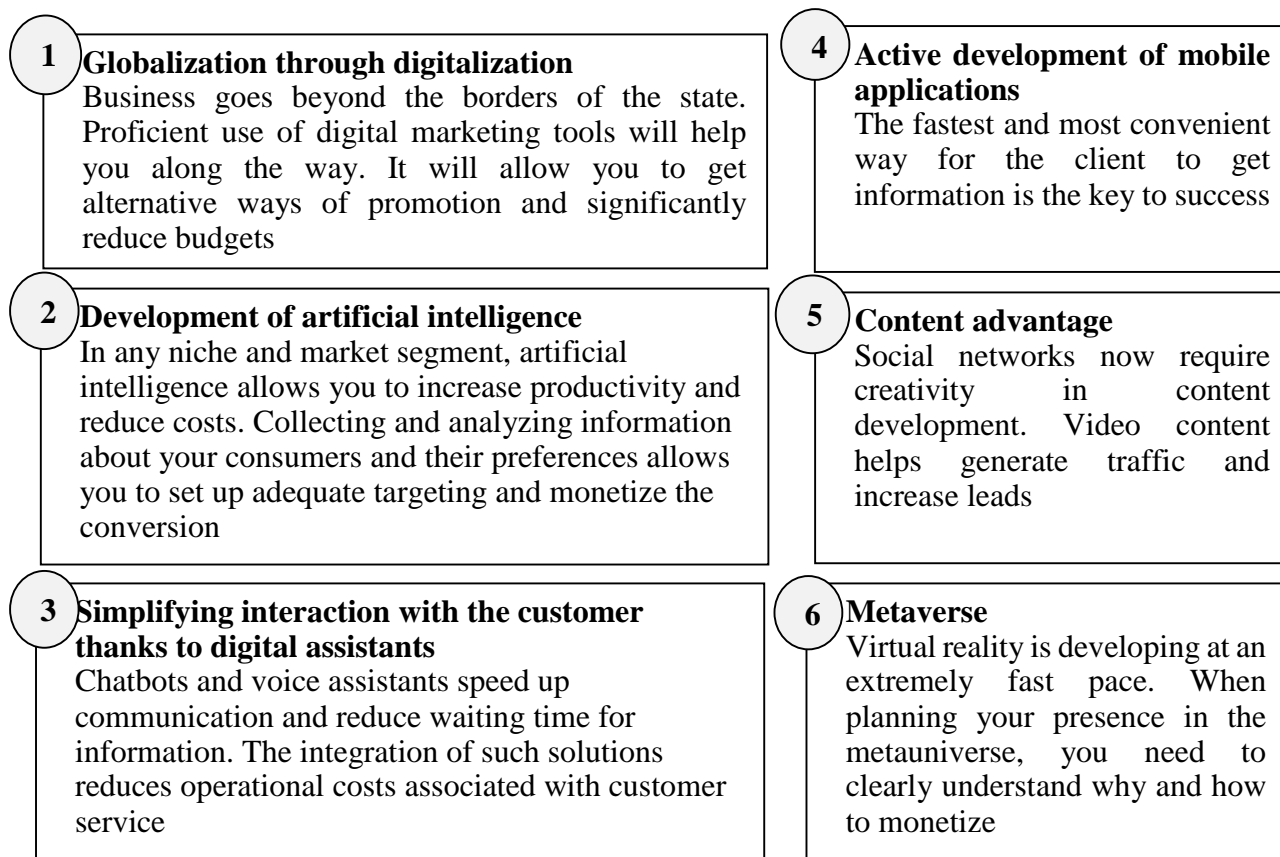 1
Globalization through digitalization
Business goes beyond the borders of the state.
Proficient use of digital marketing tools will help
you along the way. It will allow you to get
alternative ways of promotion and significantly
reduce budgets
2
Development of artificial intelligence
In any niche and market segment, artificial
intelligence allows you to increase productivity and
reduce costs. Collecting and analyzing information
about your consumers and their preferences allows
you to set up adequate targeting and monetize the
conversion
3
Simplifying interaction with the customer
thanks to digital assistants
Chatbots and voice assistants speed up
communication and reduce waiting time for
information. The integration of such solutions
reduces operational costs associated with customer
service
4
Active development of mobile
applications
The fastest and most convenient
way for the client to get
information is the key to success
5
Content advantage
Social networks now require
creativity in content
development. Video content
helps generate traffic and
increase leads
6
Metaverse
Virtual reality is developing at an
extremely fast pace. When
planning your presence in the
metauniverse, you need to
clearly understand why and how
to monetize